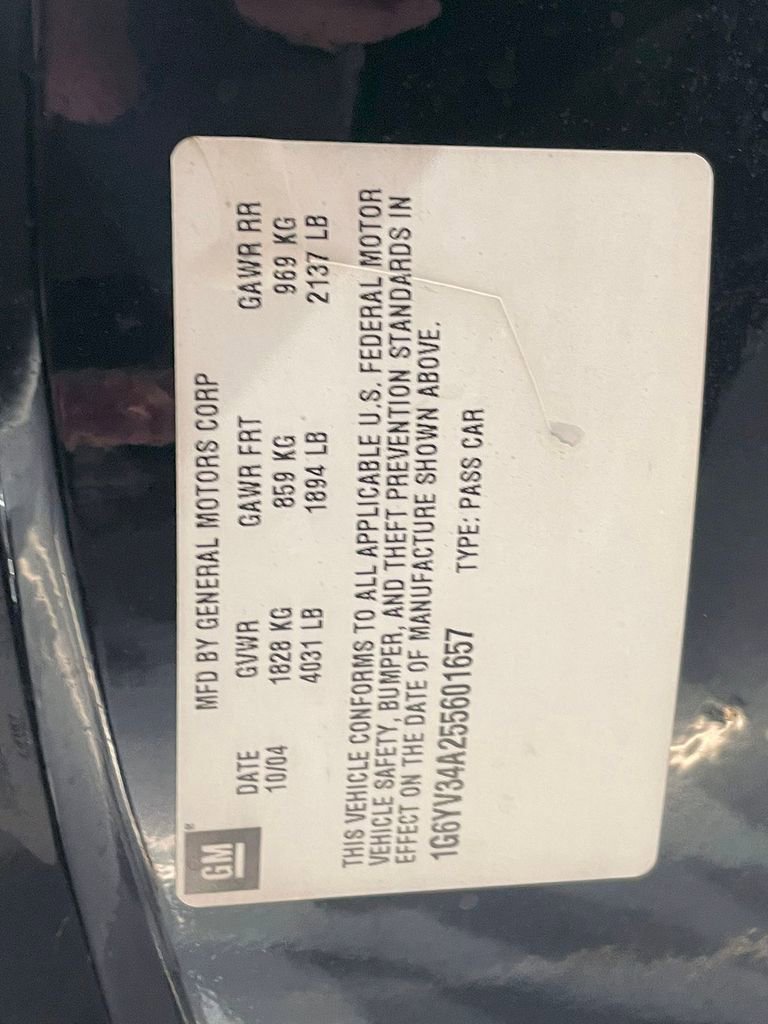 GM
MFD BY GENERAL MOTORS CORP
DATE GVWR GAWR FRT GAWR RR
10/04 1828 KG 859 KG 969 KG
4031 LB 1894 LB 2137 LB
THIS VEHICLE CONFORMS TO ALL APPLICABLE U.S. FEDERAL MOTOR
VEHICLE SAFETY, BUMPER, AND THEFT PREVENTION STANDARDS IN
EFFECT ON THE DATE OF MANUFACTURE SHOWN ABOVE.
1G6YV34A255601657 TYPE: PASS CAR